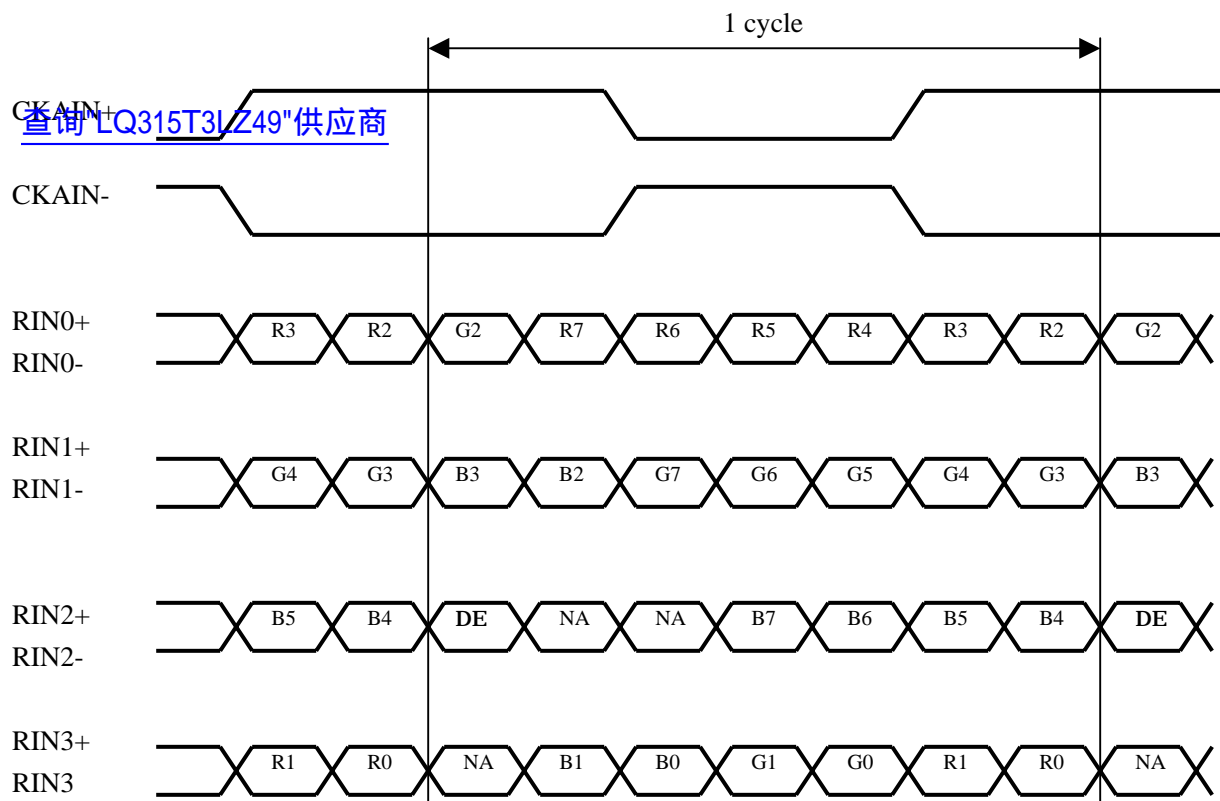 1 cycle
CKAIN+
查询"LQ315T3LZ49"供应商
CKAIN-
RIN0+
R3 R2 G2 R7 R6 R5 R4 R3 R2 G2
RIN0-
RIN1+
G4 G3 B3 B2 G7 G6 G5 G4 G3 B3
RIN1-
RIN2+
B5 B4 DE NA NA B7 B6 B5 B4 DE
RIN2-
RIN3+
R1 R0 NA B1 B0 G1 G0 R1 R0 NA
RIN3